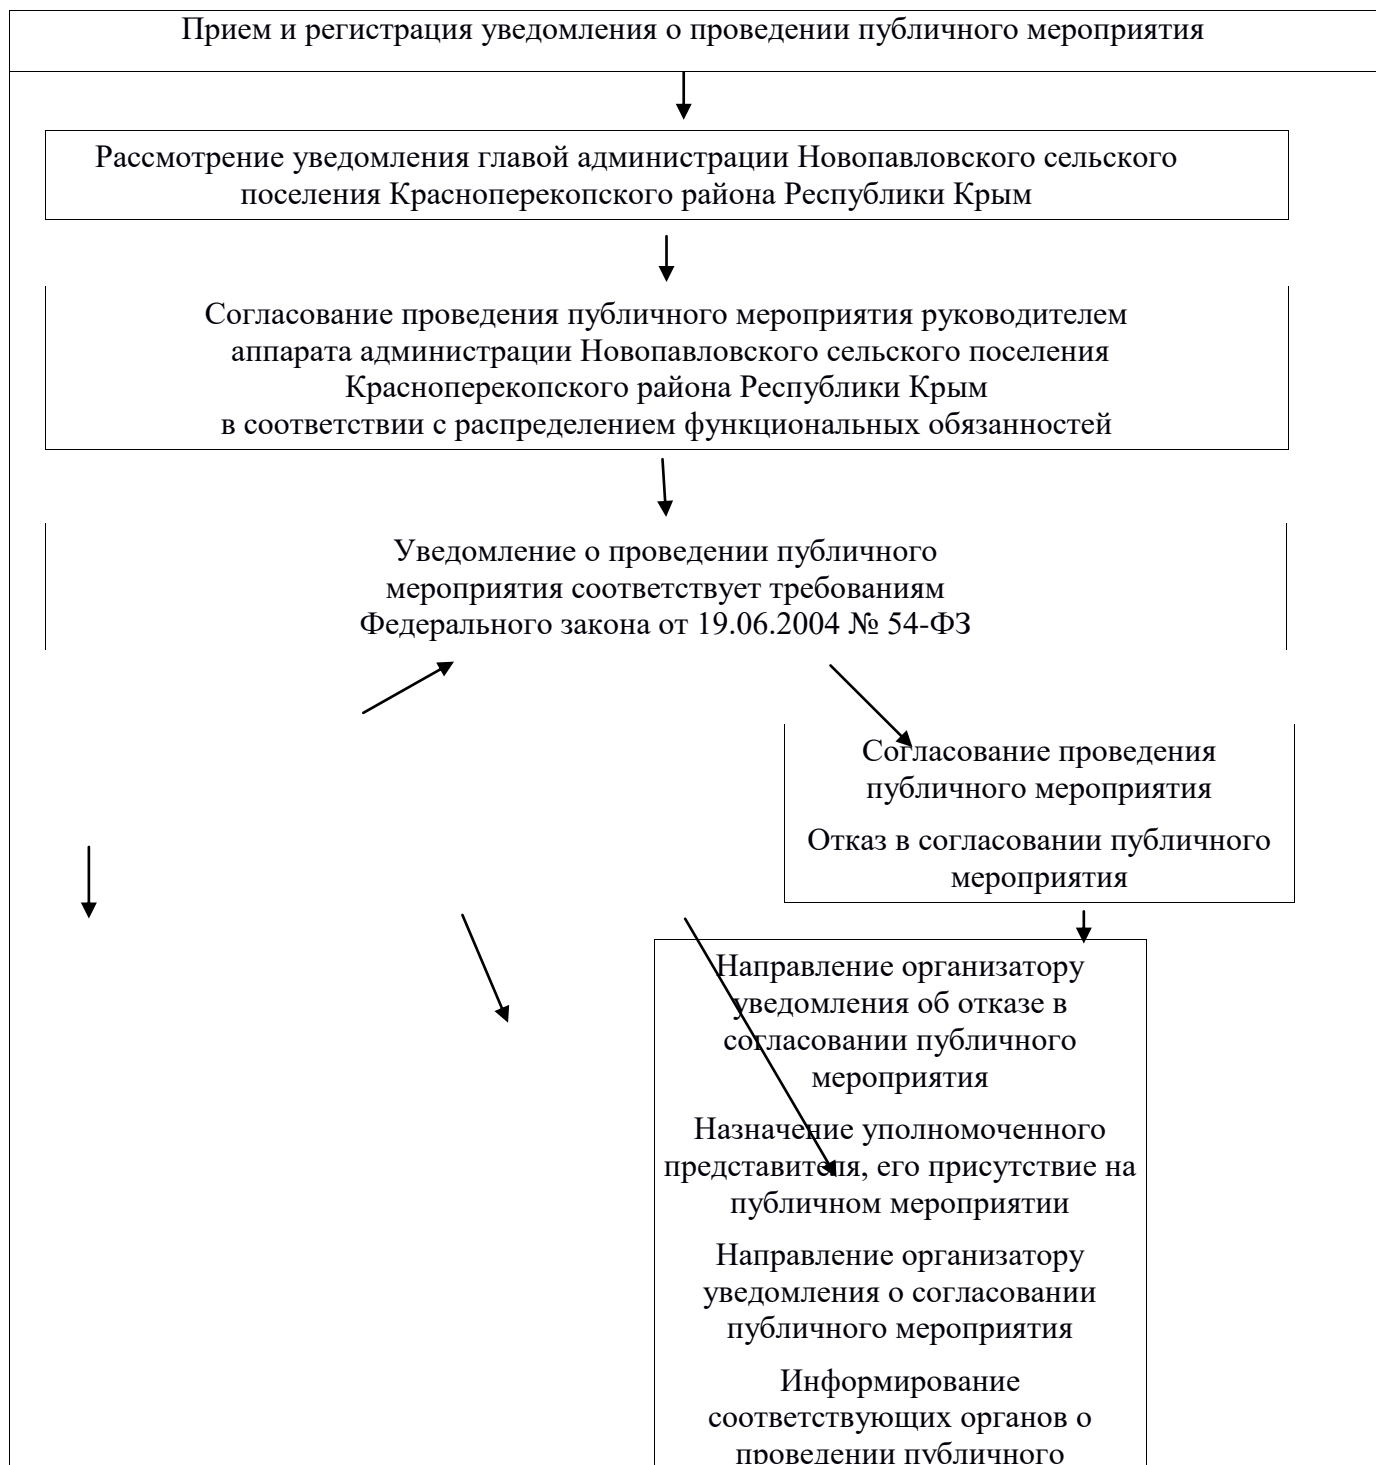 Прием и регистрация уведомления о проведении публичного мероприятия
Рассмотрение уведомления главой администрации Новопавловского сельского
поселения Красноперекопского района Республики Крым
Согласование проведения публичного мероприятия руководителем
аппарата администрации Новопавловского сельского поселения
Красноперекопского района Республики Крым
в соответствии с распределением функциональных обязанностей
Уведомление о проведении публичного
мероприятия соответствует требованиям
Федерального закона от 19.06.2004 № 54-ФЗ
Согласование проведения
публичного мероприятия
Отказ в согласовании публичного
мероприятия
Направление организатору
уведомления об отказе в
согласовании публичного
мероприятия
Назначение уполномоченного
представителя, его присутствие на
публичном мероприятии
Направление организатору
уведомления о согласовании
публичного мероприятия
Информирование
соответствующих органов о
проведении публичного